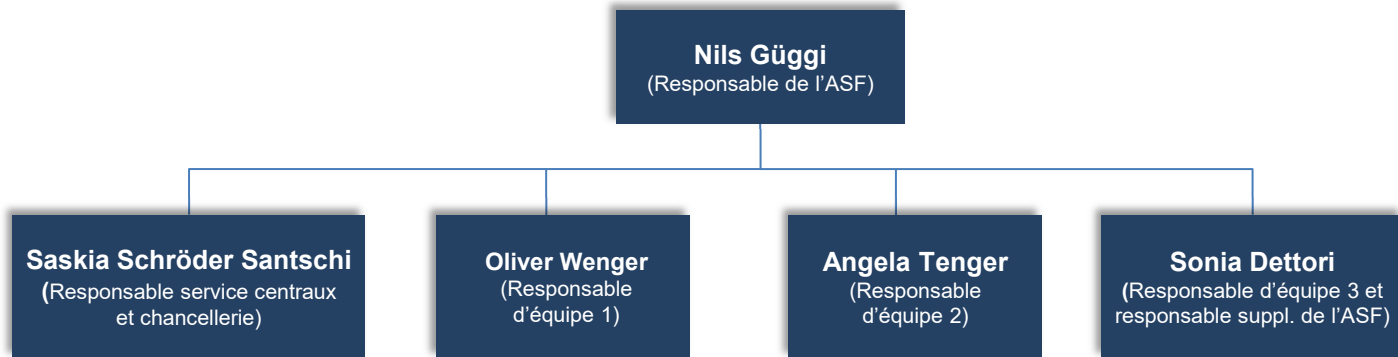 Nils Güggi
(Responsable de l'ASF)
Saskia Schröder Santschi
(Responsable service centraux
et chancellerie)
Oliver Wenger
(Responsable
d'équipe 1)
Angela Tenger
(Responsable
d'équipe 2)
Sonia Dettori
(Responsable d'équipe 3 et
responsable suppl. de l'ASF)